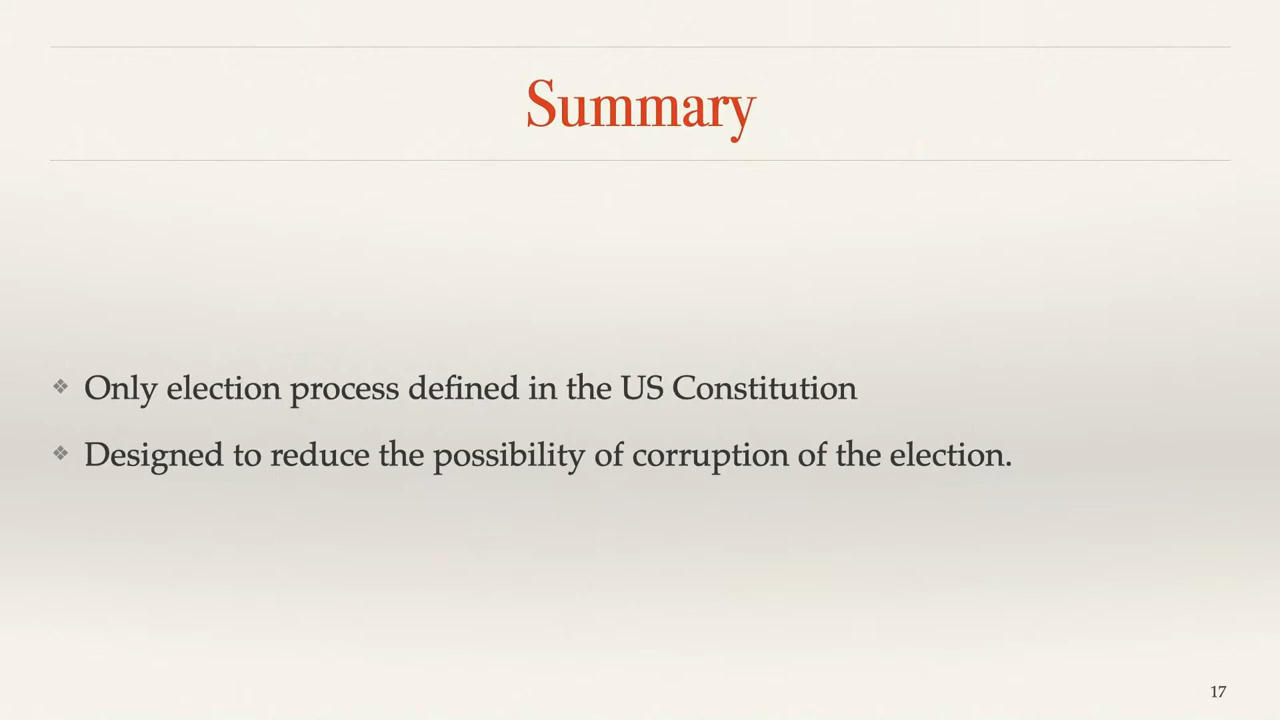 Summary
❖ Only election process defined in the US Constitution
❖ Designed to reduce the possibility of corruption of the election.
17